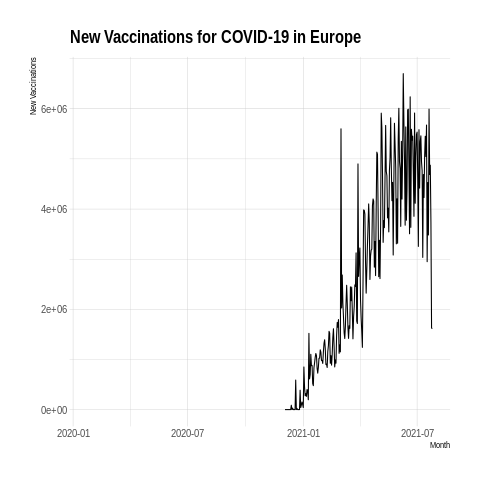 New Vaccinations for COVID-19 in Europe
New Vaccinations
6e+06
4e+06
2e+06
0e+00
2020-01 2020-07 2021-01 2021-07
Month